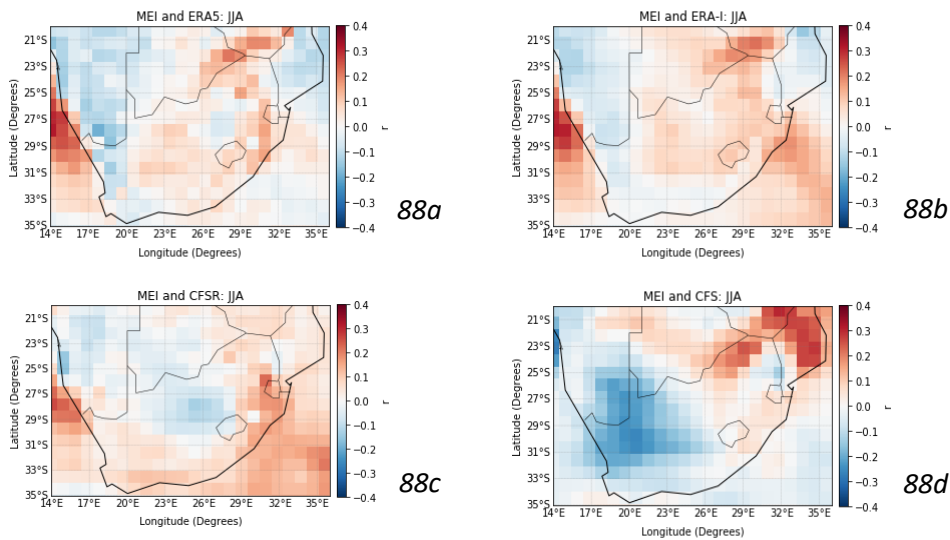 MEI and ERA5: JJA
21°S
23°S
25°S
27°S
29°S
31°S
33°S
35°S
14°E 17°E 20°E 23°E 26°E 29°E 32°E 35°E
Latitude (Degrees)
Longitude (Degrees)
0.4
0.3
0.2
0.1
0.0
−0.1
−0.2
−0.3
−0.4
r
88a
MEI and ERA-I: JJA
21°S
23°S
25°S
27°S
29°S
31°S
33°S
35°S
14°E 17°E 20°E 23°E 26°E 29°E 32°E 35°E
Latitude (Degrees)
Longitude (Degrees)
0.4
0.3
0.2
0.1
0.0
−0.1
−0.2
−0.3
−0.4
r
88b
MEI and CFSR: JJA
21°S
23°S
25°S
27°S
29°S
31°S
33°S
35°S
14°E 17°E 20°E 23°E 26°E 29°E 32°E 35°E
Latitude (Degrees)
Longitude (Degrees)
0.4
0.3
0.2
0.1
0.0
−0.1
−0.2
−0.3
−0.4
r
88c
MEI and CFS: JJA
21°S
23°S
25°S
27°S
29°S
31°S
33°S
35°S
14°E 17°E 20°E 23°E 26°E 29°E 32°E 35°E
Latitude (Degrees)
Longitude (Degrees)
0.4
0.3
0.2
0.1
0.0
−0.1
−0.2
−0.3
−0.4
r
88d